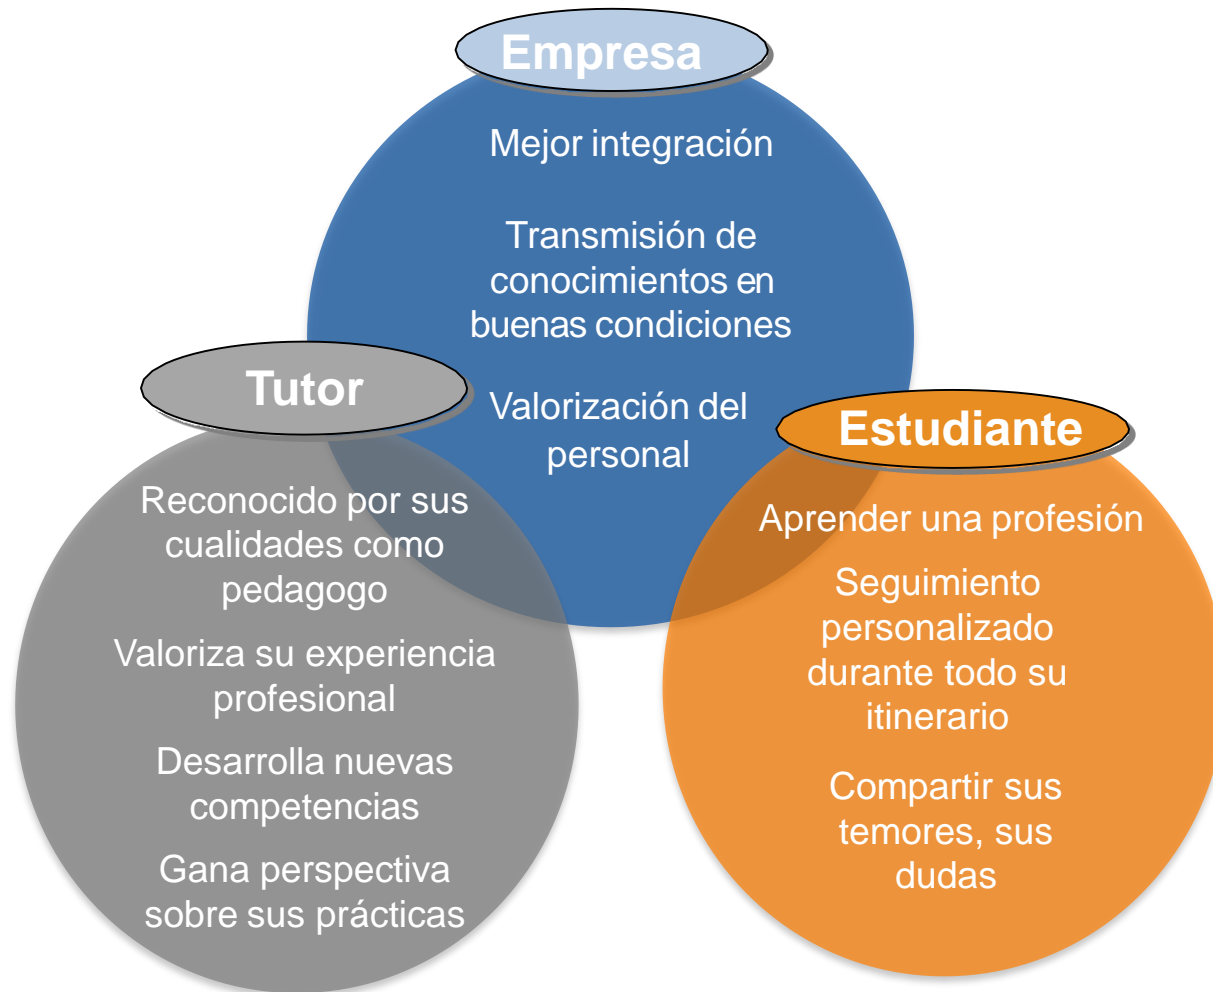 Empresa
Mejor integración
Transmisión de
conocimientos en
buenas condiciones
Valorización del
personal
Tutor
Reconocido por sus
cualidades como
pedagogo
Valoriza su experiencia
profesional
Desarrolla nuevas
competencias
Gana perspectiva
sobre sus prácticas
Estudiante
Aprender una profesión
Seguimiento
personalizado
durante todo su
itinerario
Compartir sus
temores, sus
dudas